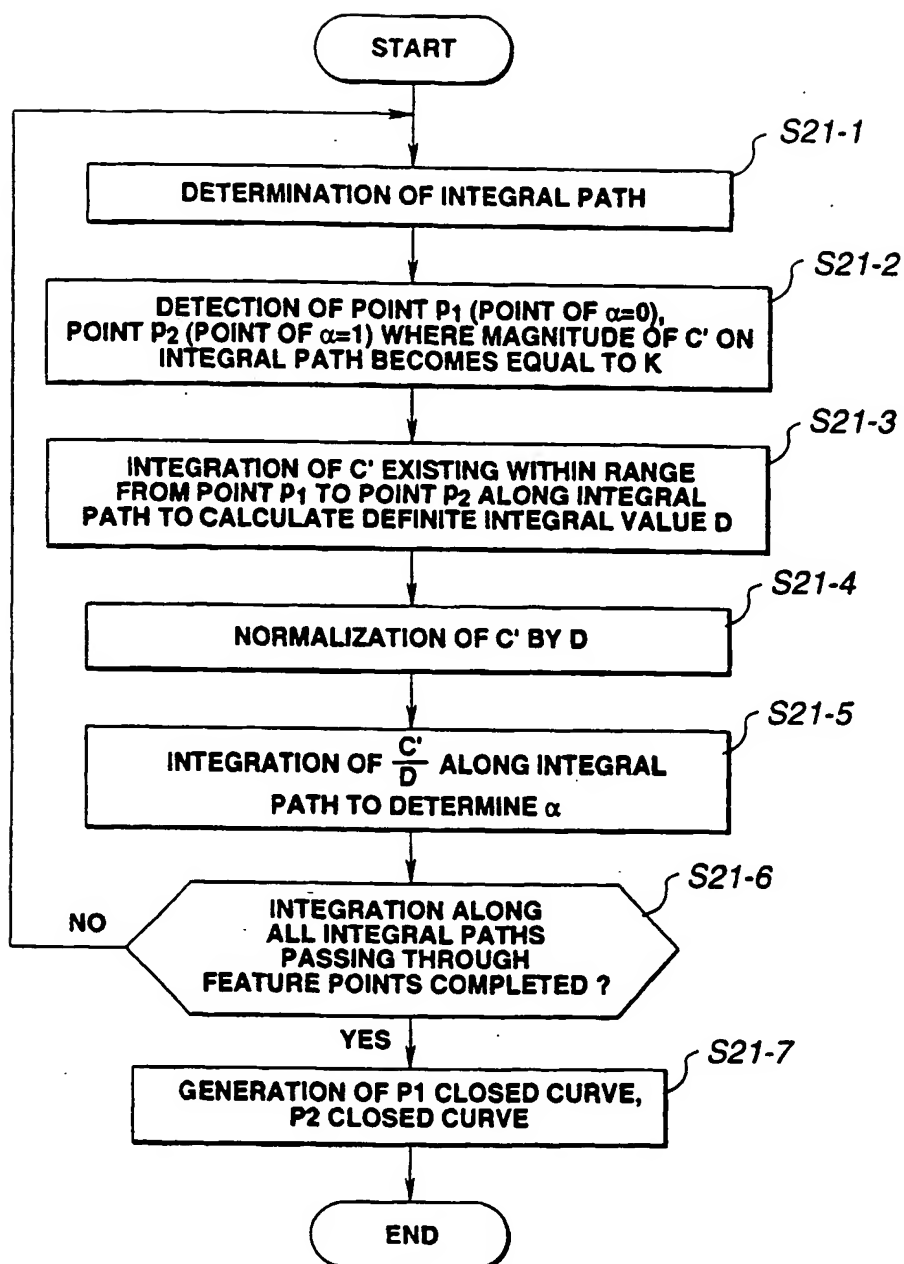 START
S21-1
DETERMINATION OF INTEGRAL PATH
S21-2
DETECTION OF POINT P1 (POINT OF α=0),
POINT P2 (POINT OF α=1) WHERE MAGNITUDE OF C' ON
INTEGRAL PATH BECOMES EQUAL TO K
S21-3
INTEGRATION OF C' EXISTING WITHIN RANGE
FROM POINT P1 TO POINT P2 ALONG INTEGRAL
PATH TO CALCULATE DEFINITE INTEGRAL VALUE D
S21-4
NORMALIZATION OF C' BY D
S21-5
INTEGRATION OF C'/D ALONG INTEGRAL
PATH TO DETERMINE α
S21-6
NO
INTEGRATION ALONG
ALL INTEGRAL PATHS
PASSING THROUGH
FEATURE POINTS COMPLETED ?
YES
S21-7
GENERATION OF P1 CLOSED CURVE,
P2 CLOSED CURVE
END